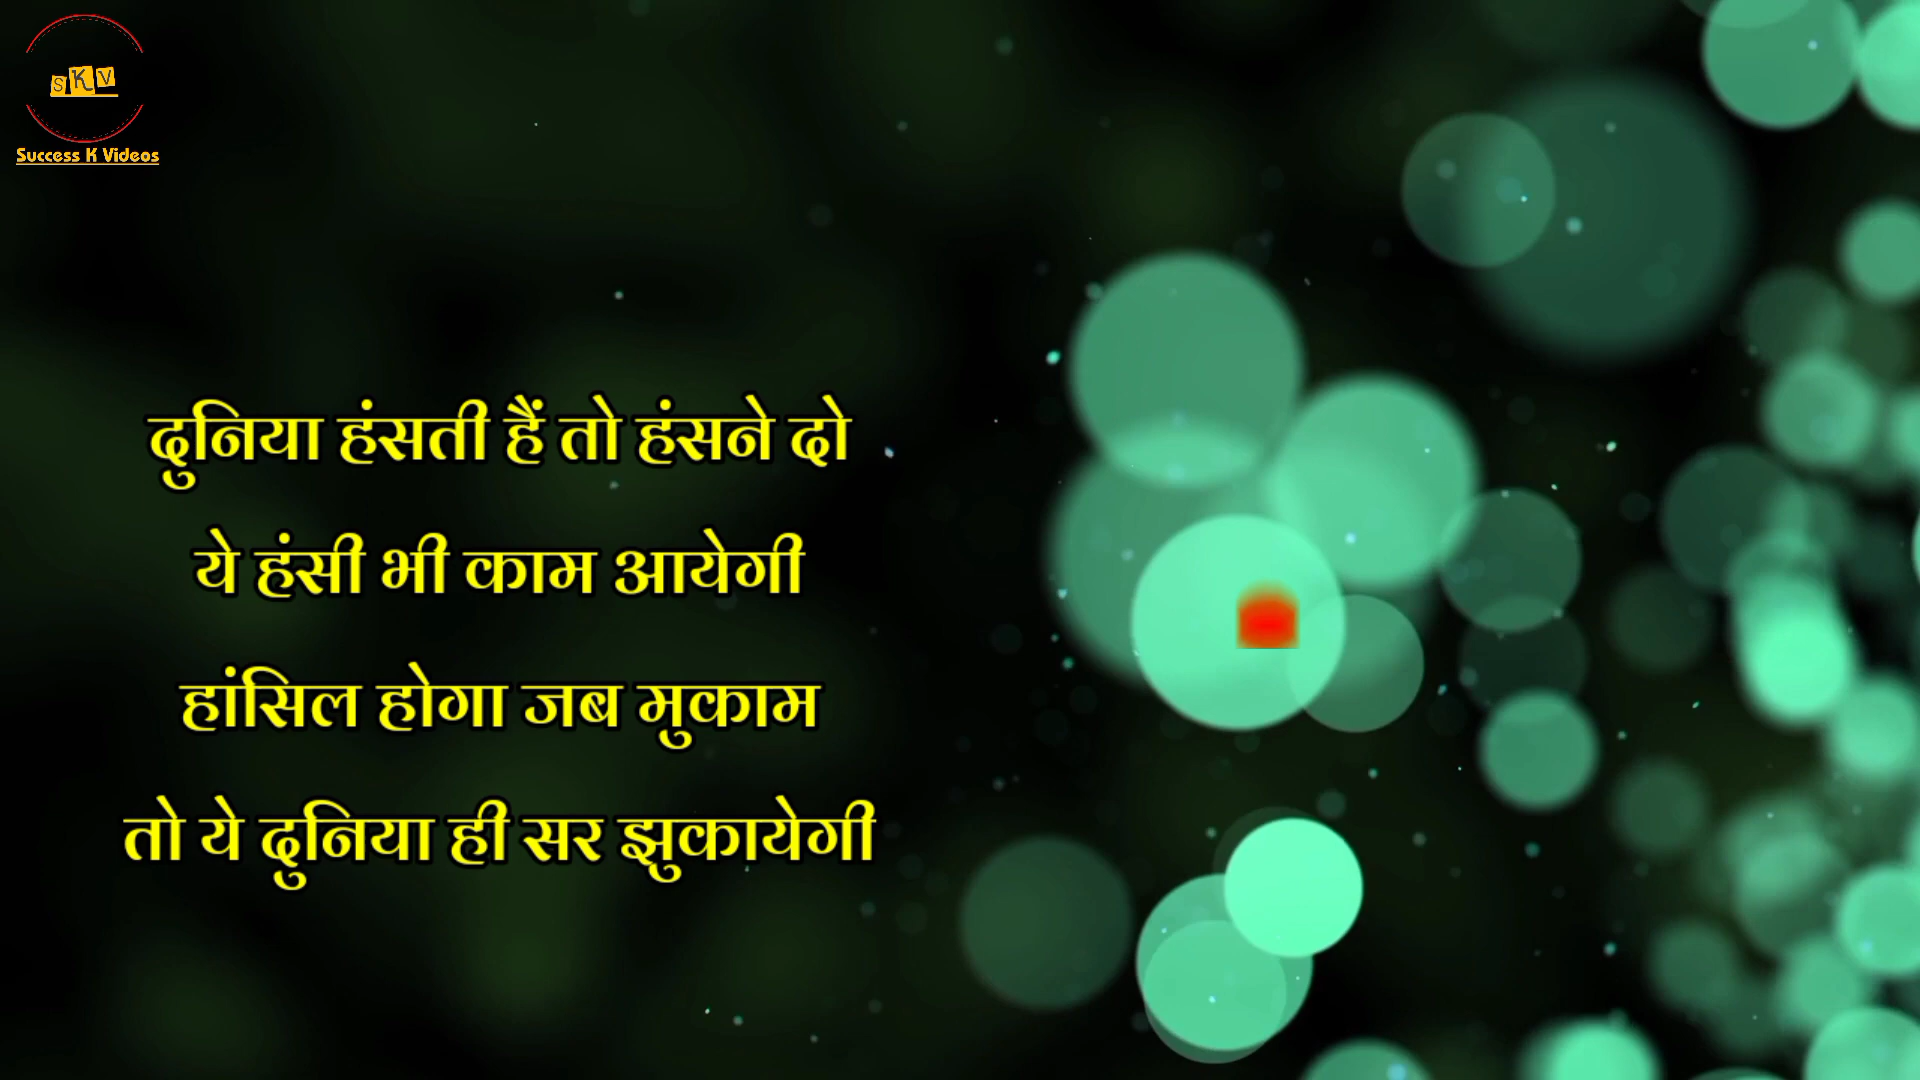 SKV
Success K Videos
दुनिया हंसती हैं तो हंसने दो
ये हंसी भी काम आयेगी
हांसिल होगा जब मुकाम
तो ये दुनिया ही सर झुकायेगी